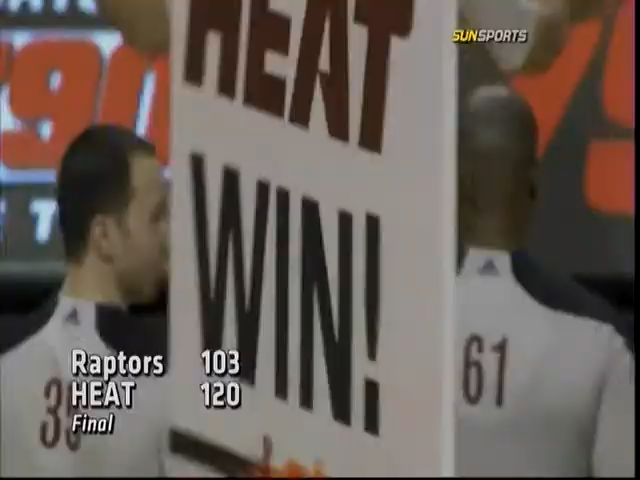 SUNSPORTS
HEAT
WIN!
61
Raptors 103
HEAT 120
Final